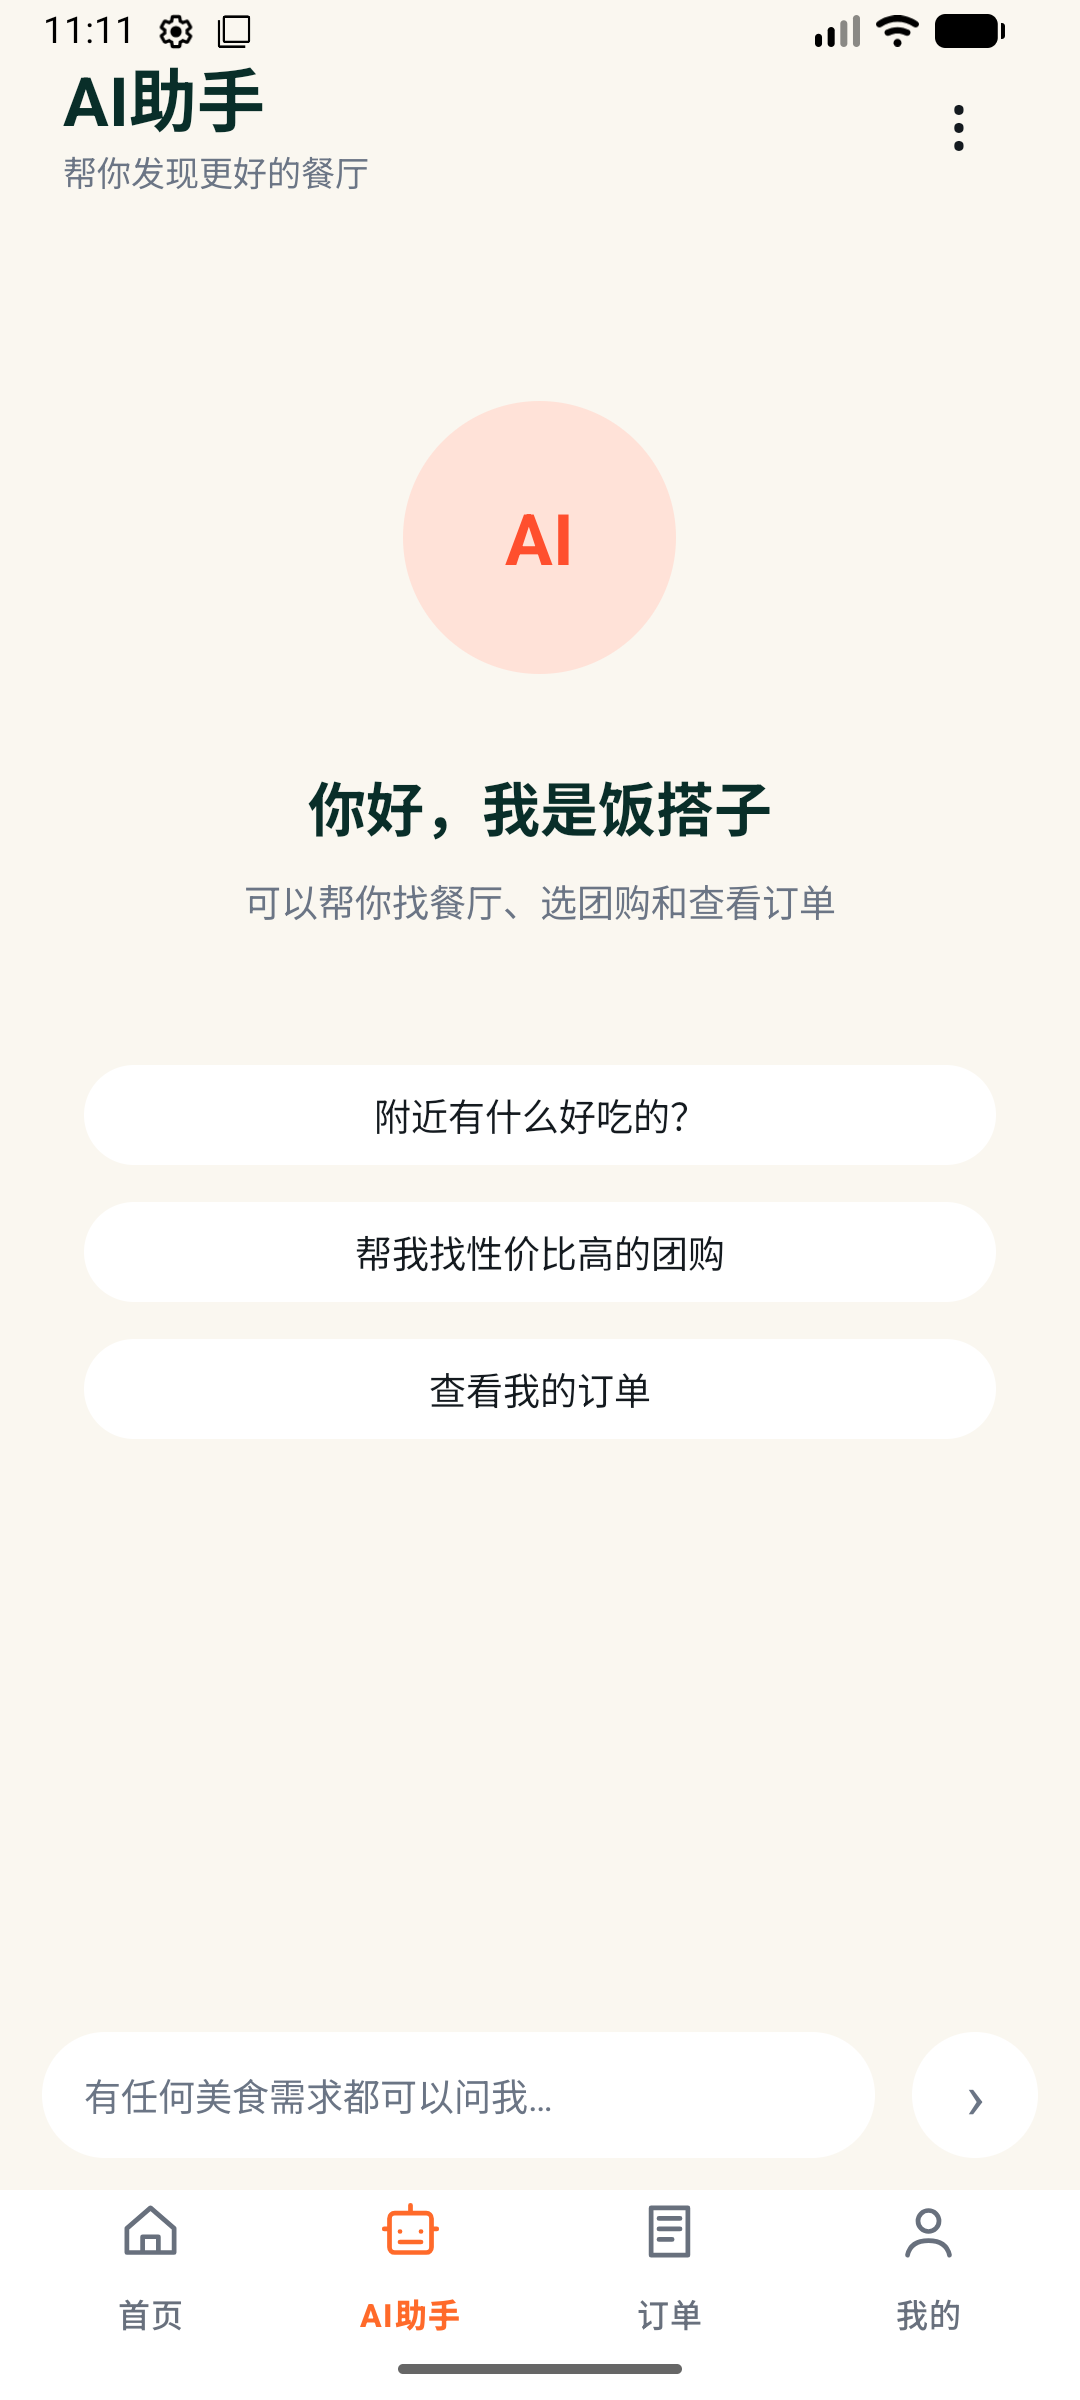 11:11
AI助手
帮你发现更好的餐厅
AI
你好，我是饭搭子
可以帮你找餐厅、选团购和查看订单
附近有什么好吃的？
帮我找性价比高的团购
查看我的订单
有任何美食需求都可以问我...
首页
AI助手
订单
我的